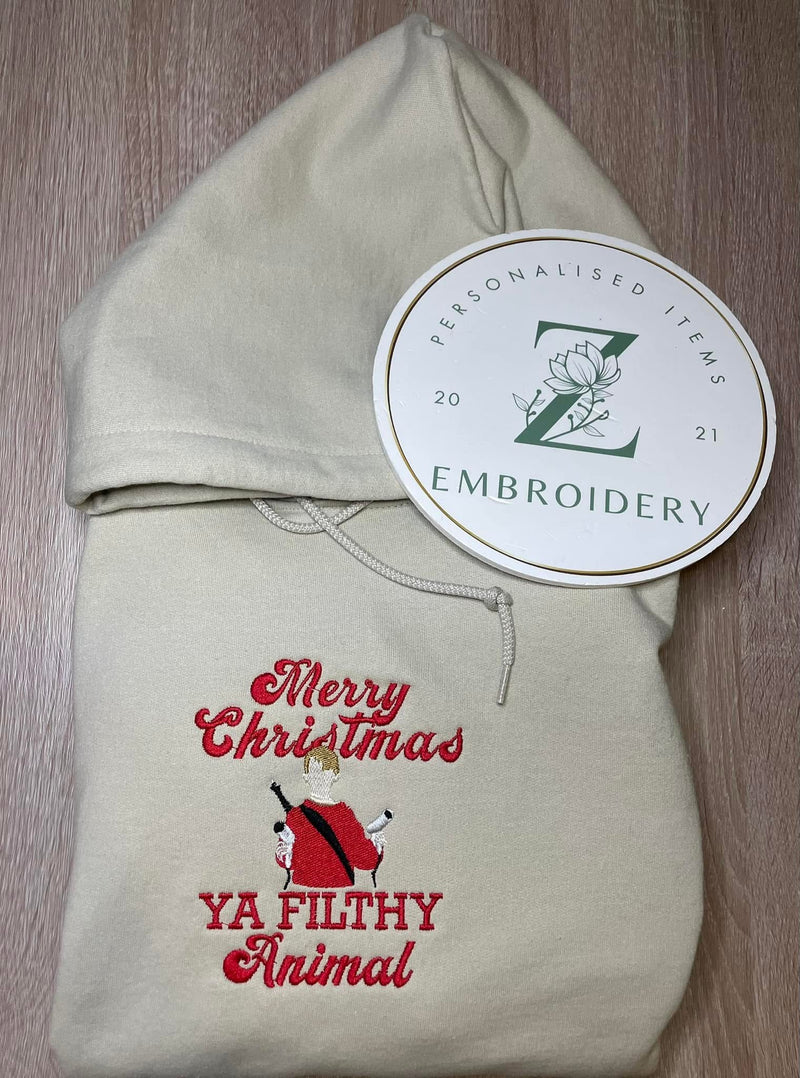 PERSONALISED ITEMS
20
21
Z
EMBROIDERY
Merry
Christmas
YA FILTHY
Animal